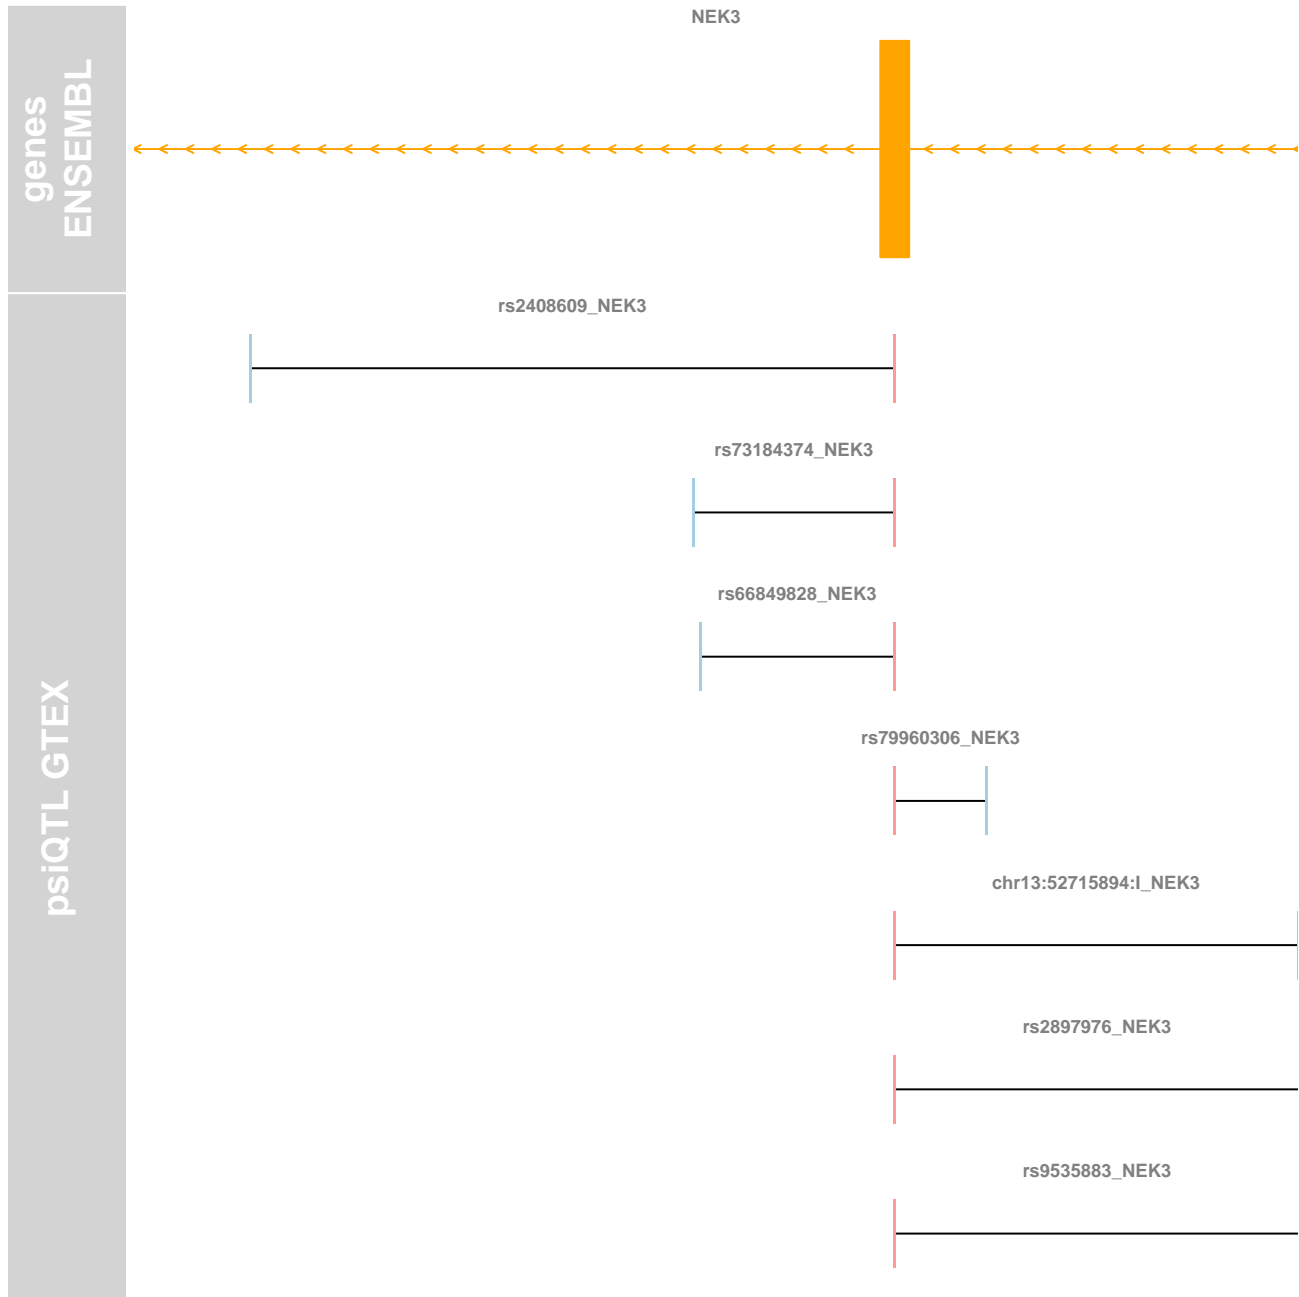 NEK3
genes
ENSEMBL
rs2408609_NEK3
rs73184374_NEK3
rs66849828_NEK3
rs79960306_NEK3
psiQTL GTEX
chr13:52715894:I_NEK3
rs2897976_NEK3
rs9535883_NEK3